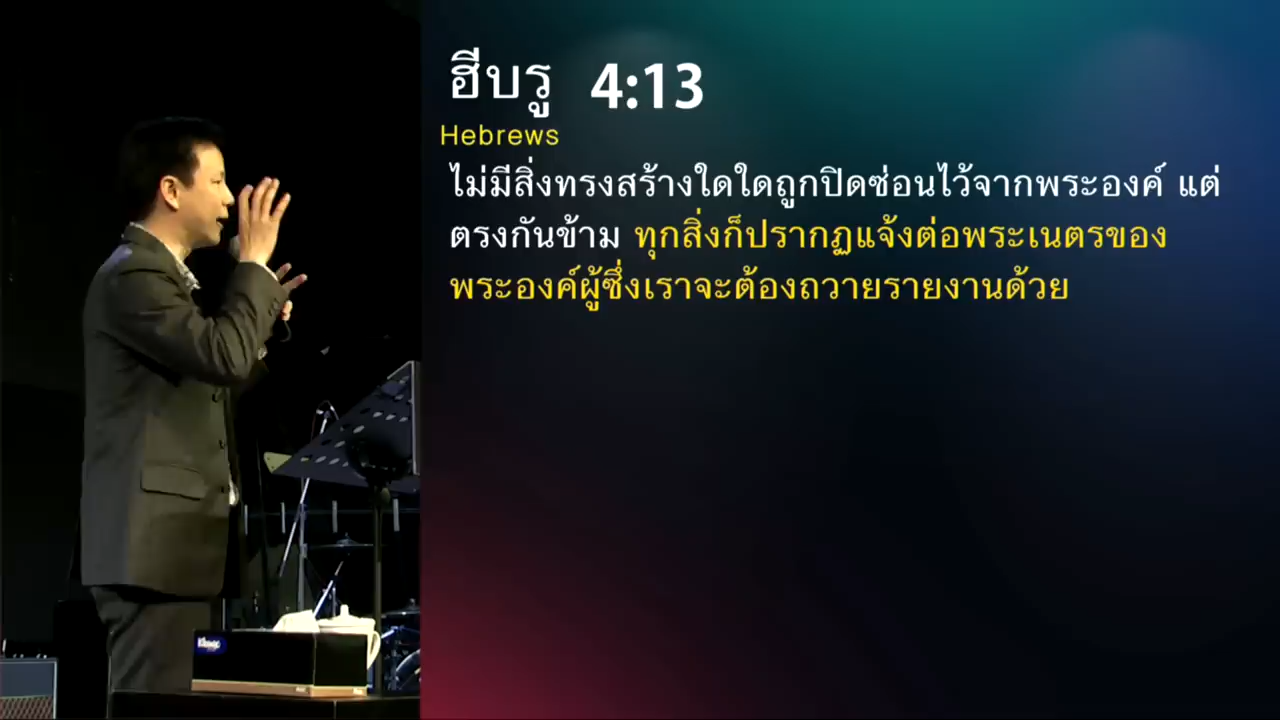 ฮีบรู 4:13
Hebrews
ไม่มีสิ่งทรงสร้างใดใดถูกปิดซ่อนไว้จากพระองค์ แต่
ตรงกันข้าม ทุกสิ่งก็ปรากฏแจ้งต่อพระเนตรของ
พระองค์ผู้ซึ่งเราจะต้องถวายรายงานด้วย
Kleenex